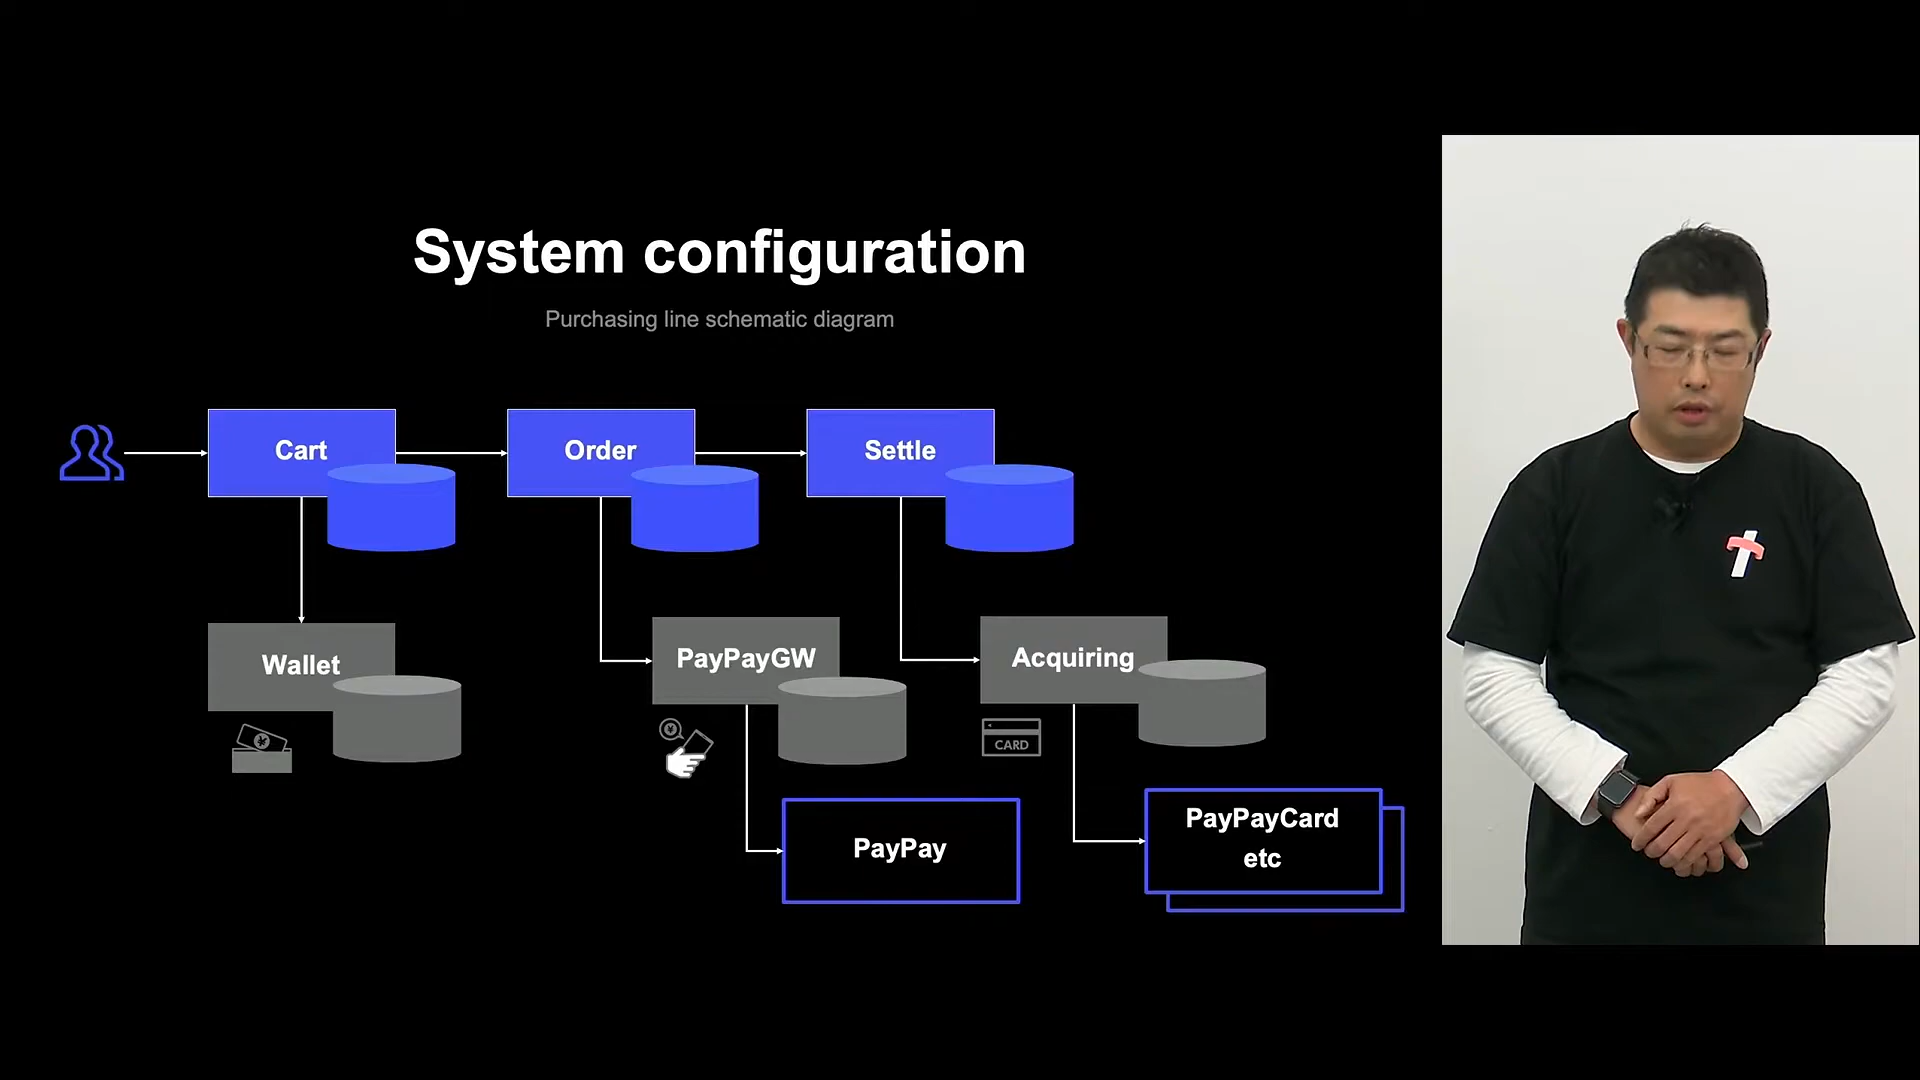 System configuration
Purchasing line schematic diagram
Cart
Order
Settle
Wallet
PayPayGW
Acquiring
CARD
PayPay
PayPayCard
etc